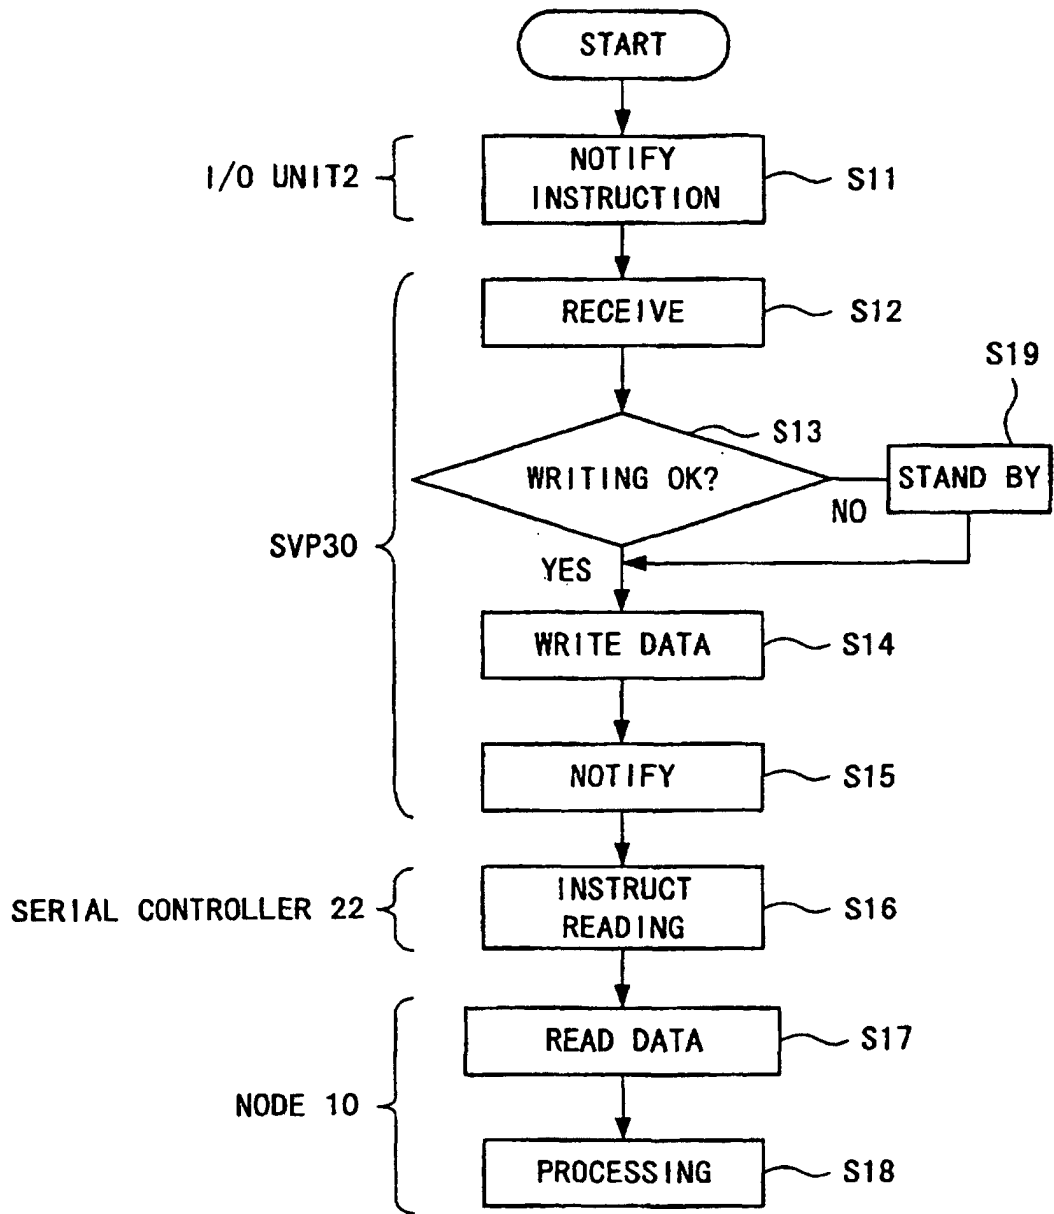 START
I/O UNIT2
NOTIFY
INSTRUCTION
S11
RECEIVE
S12
S19
S13
WRITING OK?
STAND BY
NO
SVP30
YES
WRITE DATA
S14
NOTIFY
S15
SERIAL CONTROLLER 22
INSTRUCT
READING
S16
READ DATA
S17
NODE 10
PROCESSING
S18